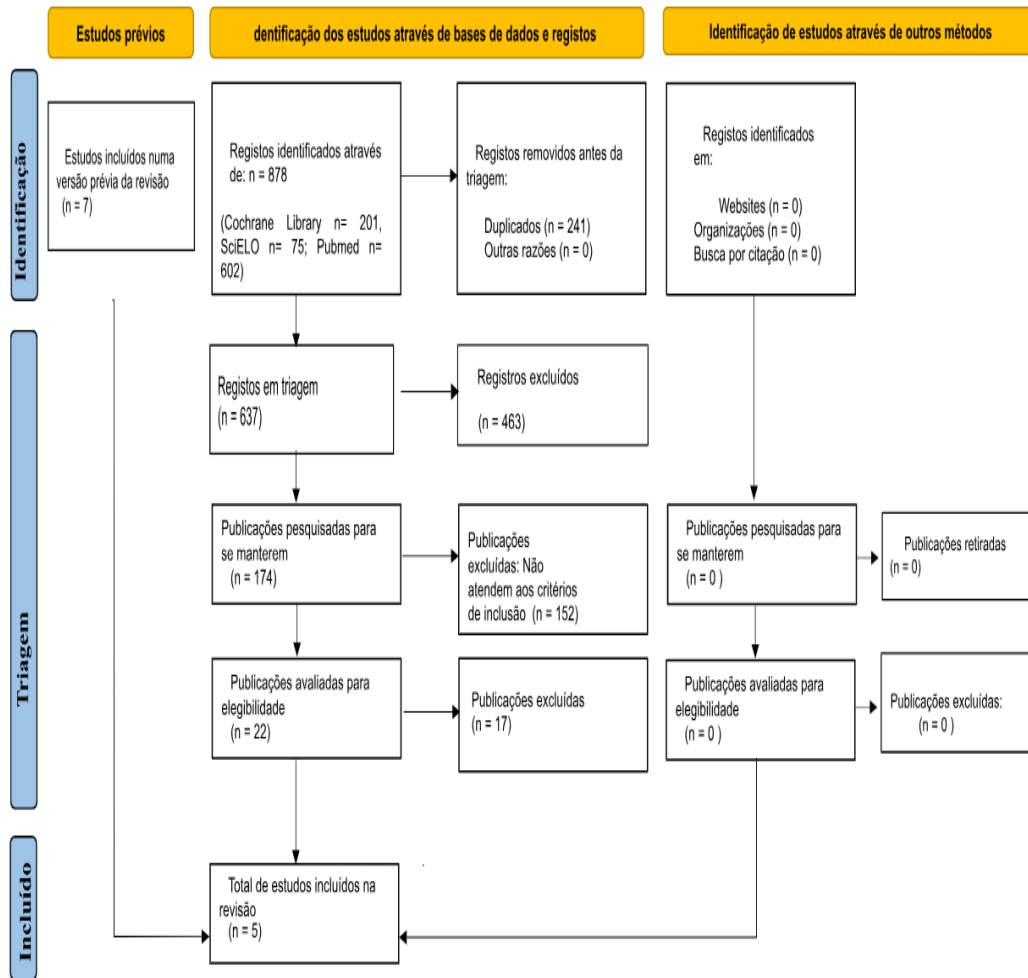 Estudos prévios
dentificação dos estudos através de bases de dados e registos
Identificação de estudos através de outros métodos
Identificação
Estudos incluídos numa
versão prévia da revisão
(n = 7)
Registos identificados através
de: n = 878
(Cochrane Library n= 201,
SciELO n= 75; Pubmed n=
602)
Registos removidos antes da
triagem:
Duplicados (n = 241)
Outras razões (n = 0)
Registos identificados
em:
Websites (n = 0)
Organizações (n = 0)
Busca por citação (n = 0)
Triagem
Registos em triagem
(n = 637)
Registros excluídos
(n = 463)
Publicações pesquisadas para
se manterem
(n = 174)
Publicações
excluídas: Não
atendem aos critérios
de inclusão (n = 152)
Publicações pesquisadas para
se manterem
(n = 0 )
Publicações retiradas
(n = 0)
Publicações avaliadas para
elegibilidade
(n = 22)
Publicações excluídas
(n = 17)
Publicações avaliadas para
elegibilidade
(n = 0 )
Publicações excluídas:
(n = 0 )
Incluído
Total de estudos incluídos na
revisão
(n = 5)